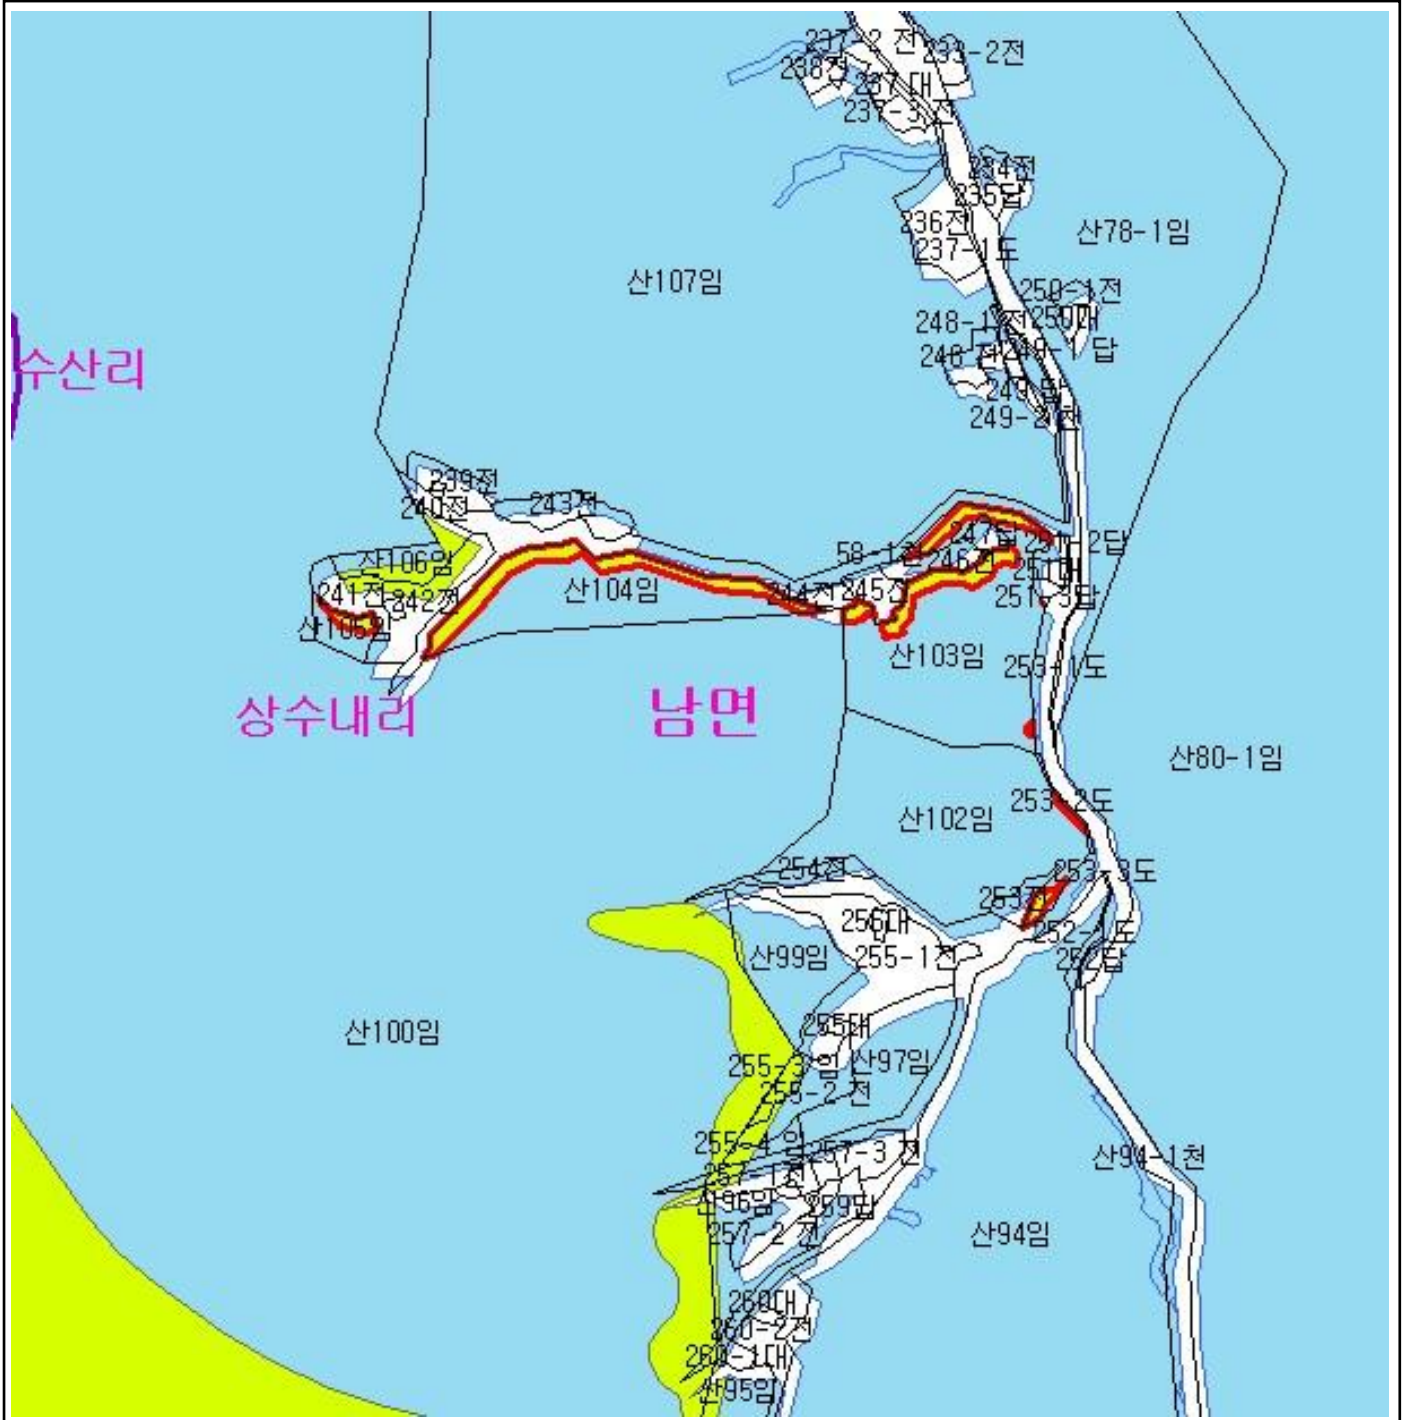 237-2 전
233-2전
238전
237 대
237-3 전
234전
235답
236전
237-1도
산78-1임
산107임
250-1전
248-1전
249-1 답
수산리
249 답
249-2 천
239전
240전
243전
247답
58-1전
246전
산106임
산104임
241전
242전
244전
245전
251-3답
산105임
산103임
253-1도
상수내리
남면
산80-1임
253-2도
산102임
254전
253-3도
253전
256대
252-1도
산99임
255-1전
252답
산100임
255대
255-3 임
산97임
255-2 전
255-4 임
257-3 전
산94-1천
257-1전
산96임
259답
257-2 전
산94임
260대
260-2전
260-1대
산95임